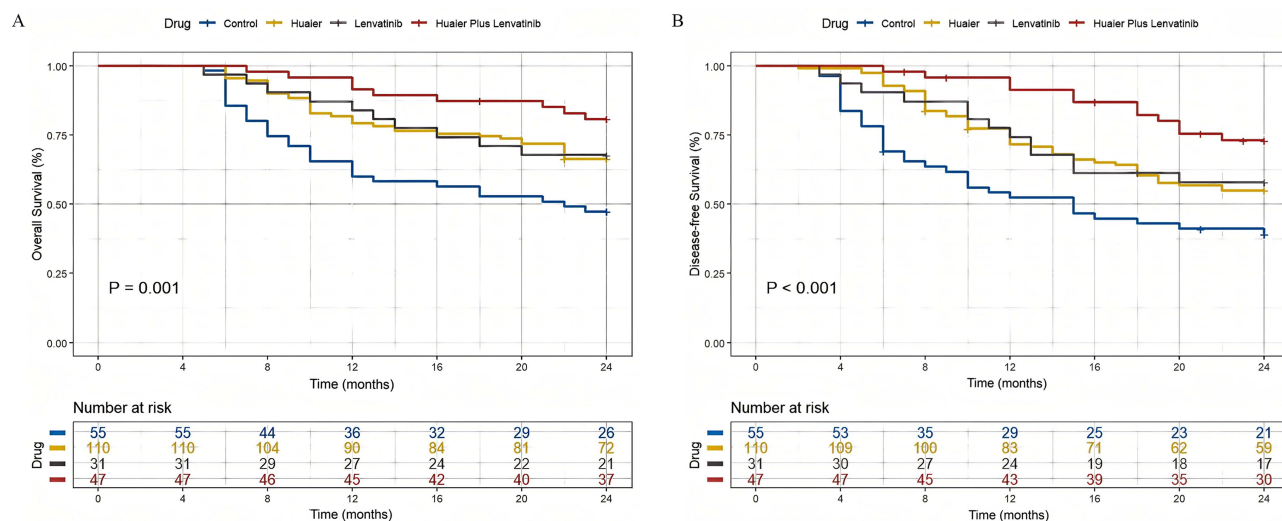 A
Drug Control Huaier Lenvatinib Huaier Plus Lenvatinib
1.00
0.75
0.50
0.25
0.00
Overall Survival (%)
P = 0.001
0 4 8 12 16 20 24
Time (months)
Number at risk
Drug
55 55 44 36 32 29 26
110 110 104 90 84 81 72
31 31 29 27 24 22 21
47 47 46 45 42 40 37
0 4 8 12 16 20 24
Time (months)
B
Drug Control Huaier Lenvatinib Huaier Plus Lenvatinib
1.00
0.75
0.50
0.25
0.00
Disease-free Survival (%)
P < 0.001
0 4 8 12 16 20 24
Time (months)
Number at risk
Drug
55 53 35 29 25 23 21
110 109 100 83 71 62 59
31 30 27 24 19 18 17
47 47 45 43 39 35 30
0 4 8 12 16 20 24
Time (months)